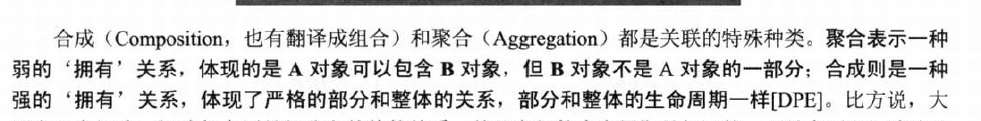 合成（Composition，也有翻译成组合）和聚合（Aggregation）都是关联的特殊种类。聚合表示一种
弱的‘拥有’关系，体现的是 A 对象可以包含 B 对象，但 B 对象不是 A 对象的一部分；合成则是一种
强的‘拥有’关系，体现了严格的部分和整体的关系，部分和整体的生命周期一样[DPE]。比方说，大